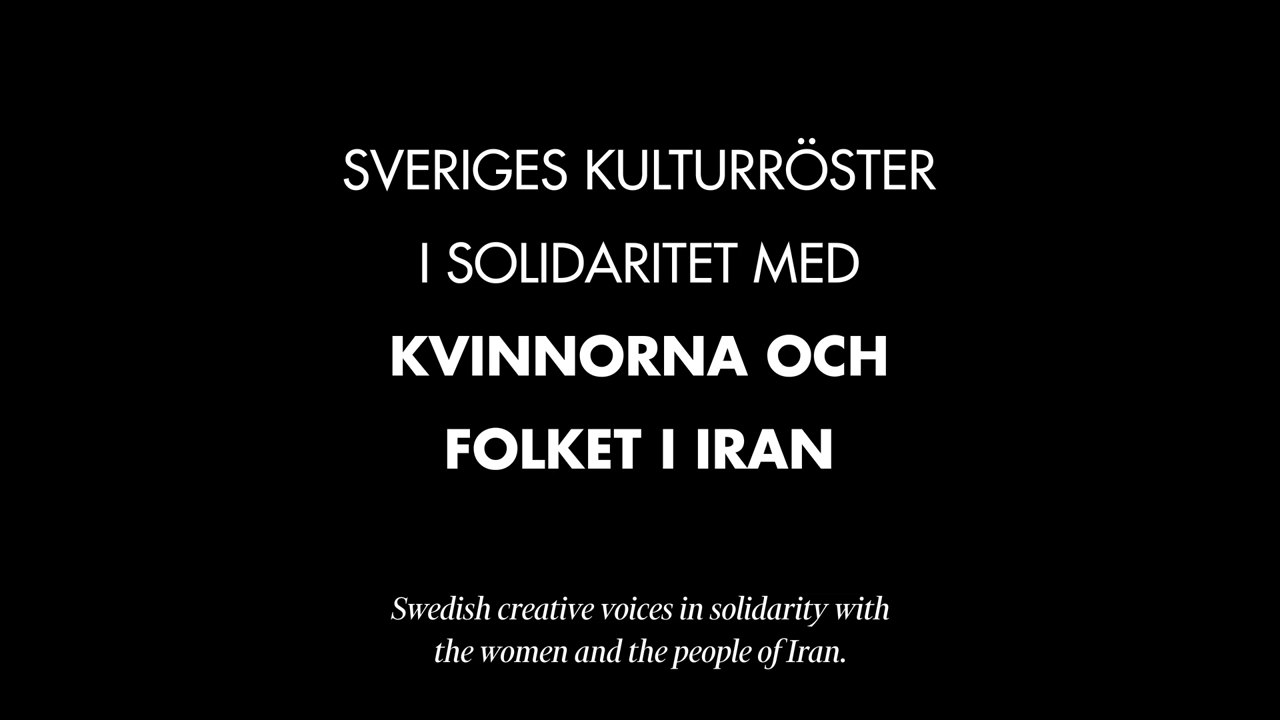 SVERIGES KULTURRÖSTER
I SOLIDARITET MED
KVINNORNA OCH
FOLKET I IRAN
Swedish creative voices in solidarity with
the women and the people of Iran.